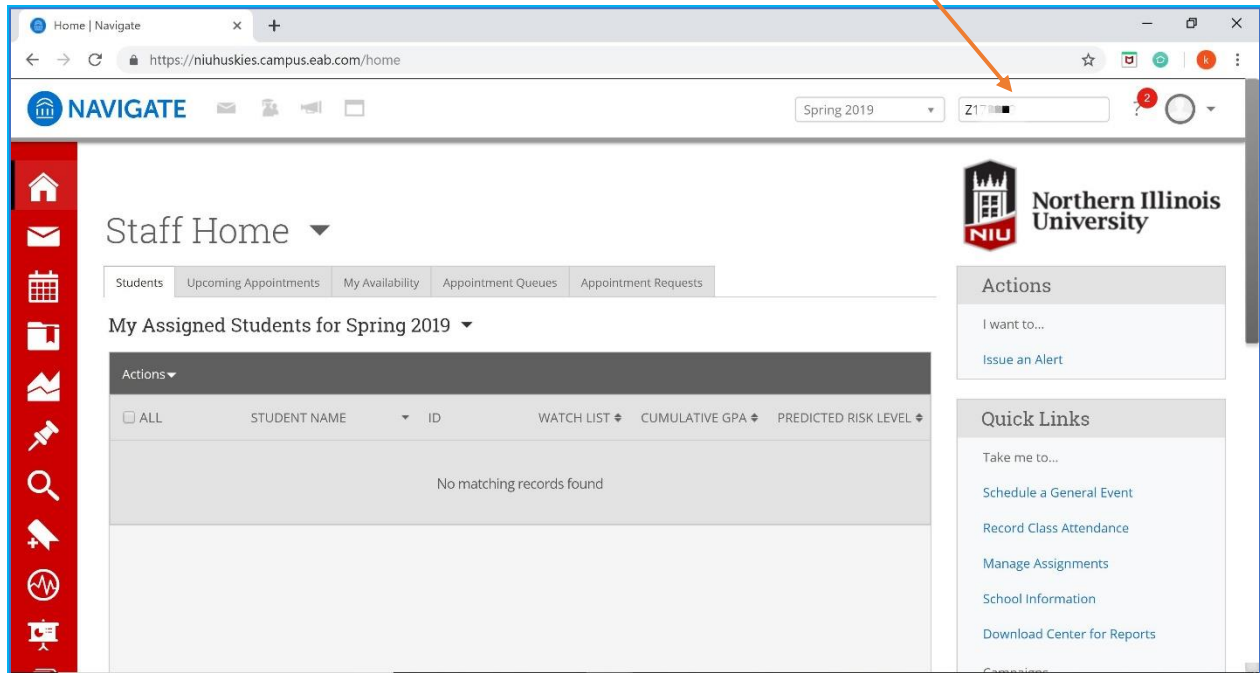 Home | Navigate
https://niuhuskies.campus.eab.com/home
k
NAVIGATE
Spring 2019
Z17
?
2
Northern Illinois
University
NIU
Staff Home
Students Upcoming Appointments My Availability Appointment Queues Appointment Requests
My Assigned Students for Spring 2019
Actions
ALL STUDENT NAME ID WATCH LIST CUMULATIVE GPA PREDICTED RISK LEVEL
No matching records found
Actions
I want to...
Issue an Alert
Quick Links
Take me to...
Schedule a General Event
Record Class Attendance
Manage Assignments
School Information
Download Center for Reports
Campaigns